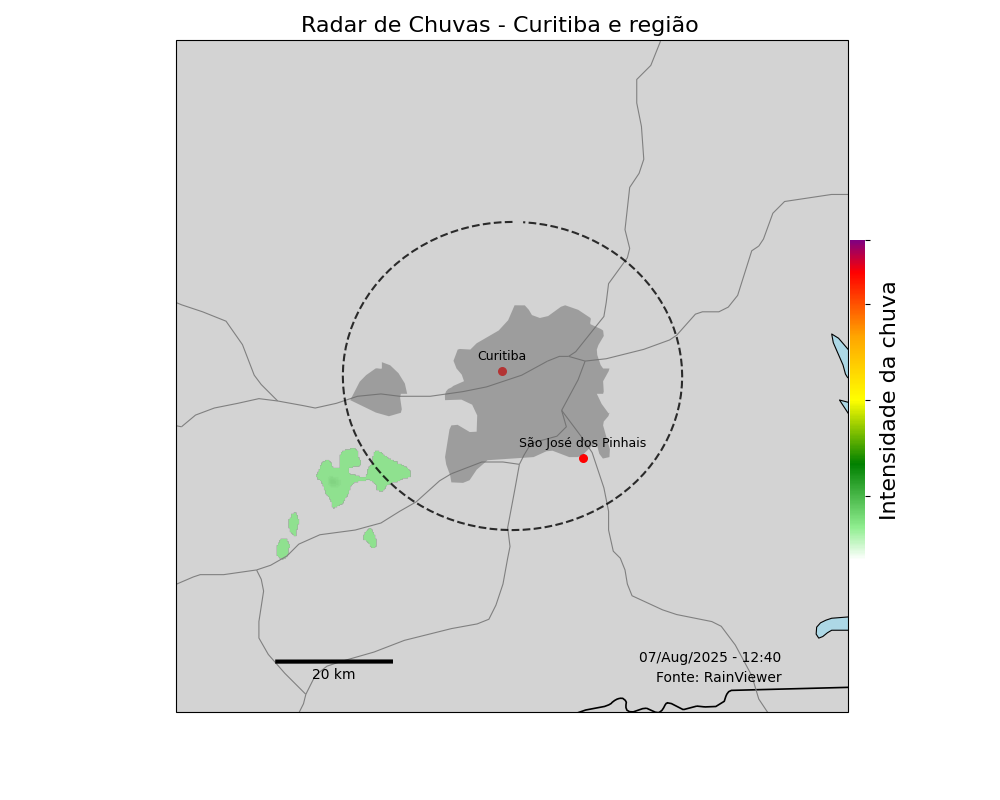 Radar de Chuvas - Curitiba e região
Curitiba
São José dos Pinhais
Intensidade da chuva
20 km
07/Aug/2025 - 12:40
Fonte: RainViewer